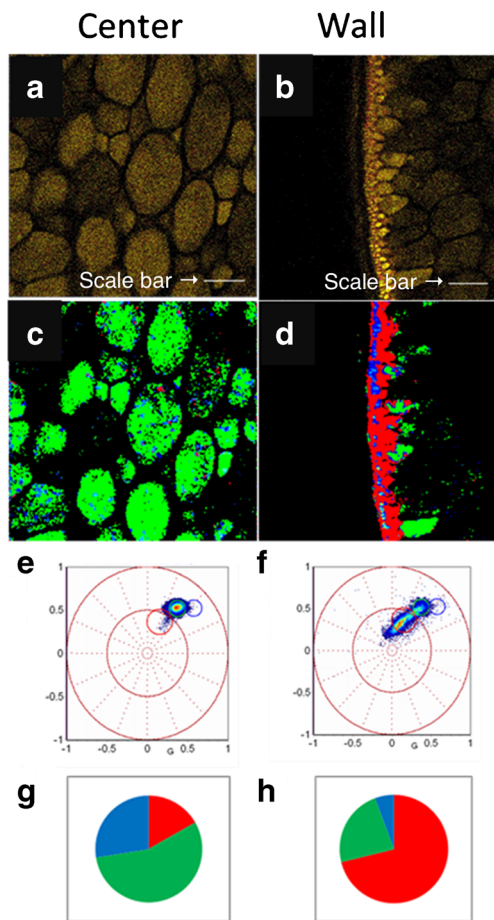 Center Wall
a b
Scale bar → Scale bar →
c d
e f
1 1
0.5 0.5
0 0
-0.5 -0.5
-1 -1
-1 -0.5 0 0.5 1 -1 -0.5 0 0.5 1
G G
g h